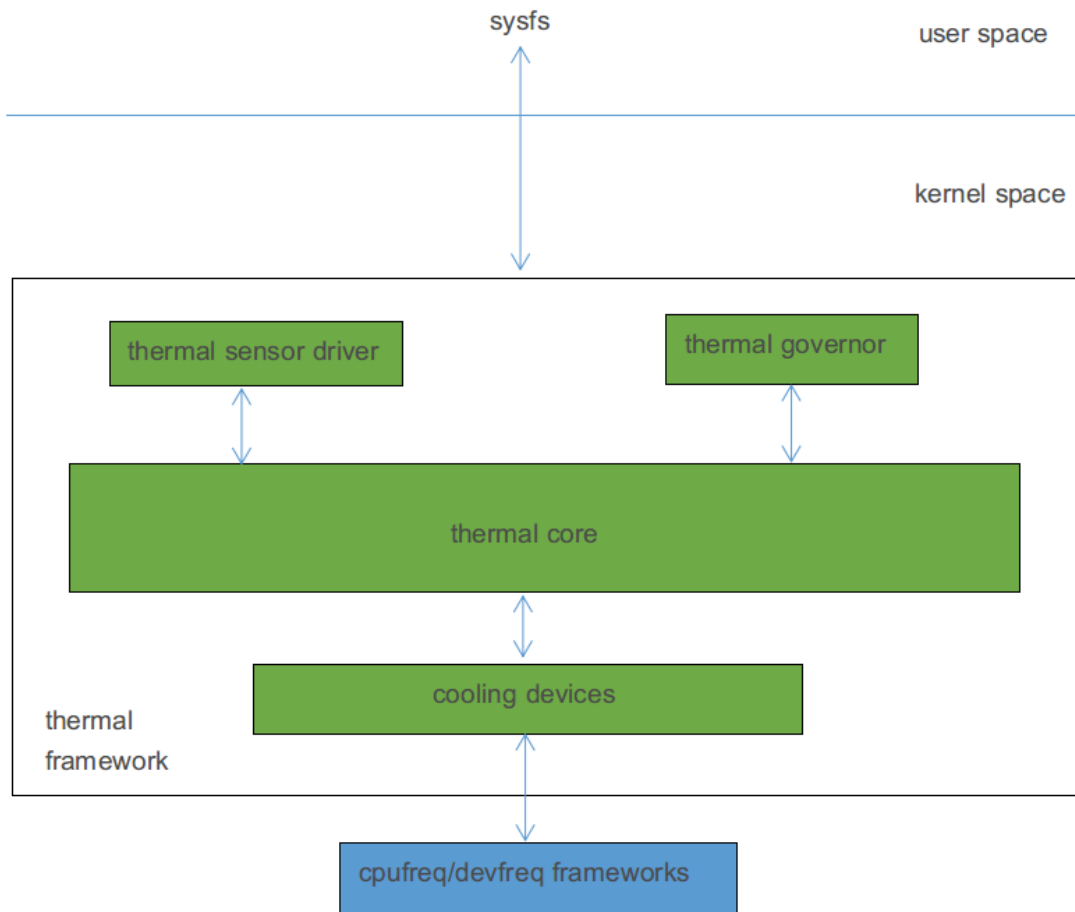 sysfs
user space
kernel space
thermal sensor driver
thermal governor
thermal core
cooling devices
thermal
framework
cpufreq/devfreq frameworks